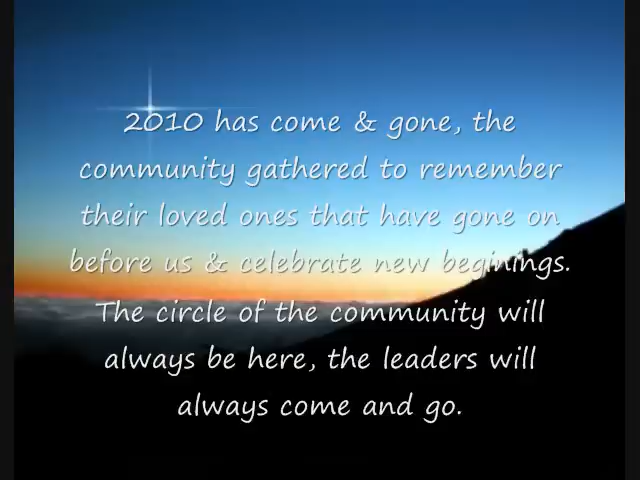 2010 has come & gone, the
community gathered to remember
their loved ones that have gone on
before us & celebrate new beginings.
The circle of the community will
always be here, the leaders will
always come and go.